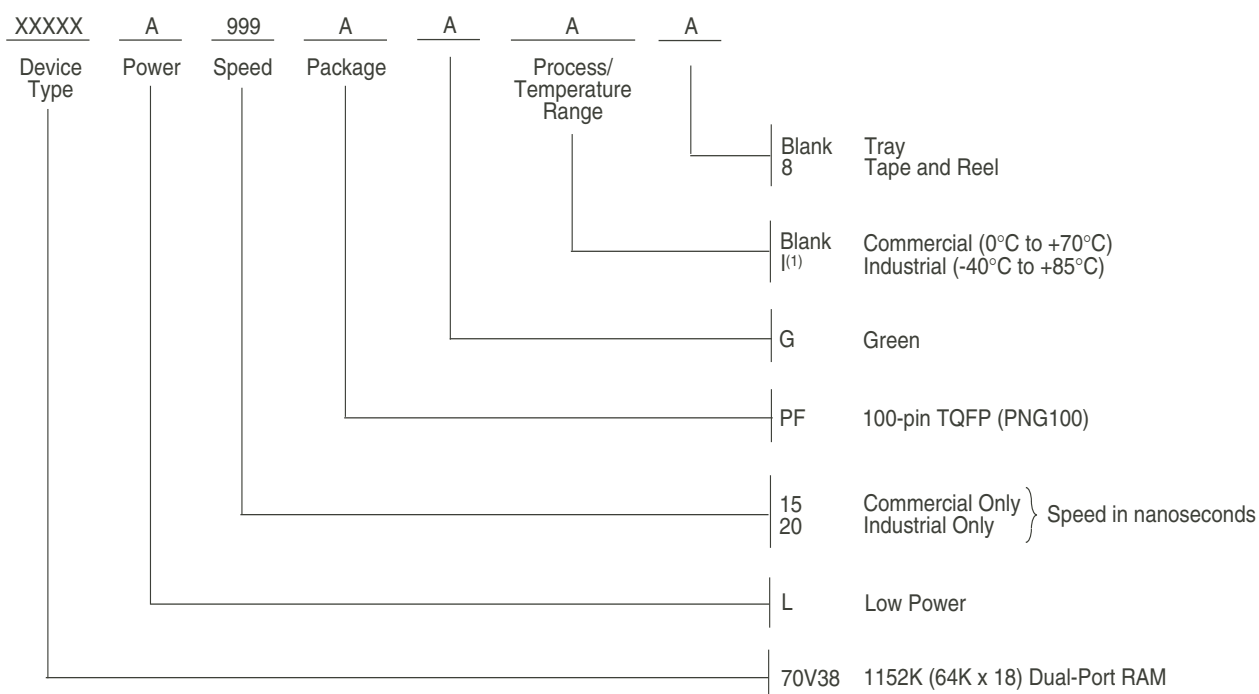 XXXXX A 999 A A A A
Device Type Power Speed Package Process/ Temperature Range
Blank Tray
8 Tape and Reel
Blank Commercial (0°C to +70°C)
I(1) Industrial (-40°C to +85°C)
G Green
PF 100-pin TQFP (PNG100)
15 Commercial Only
20 Industrial Only
Speed in nanoseconds
L Low Power
70V38 1152K (64K x 18) Dual-Port RAM